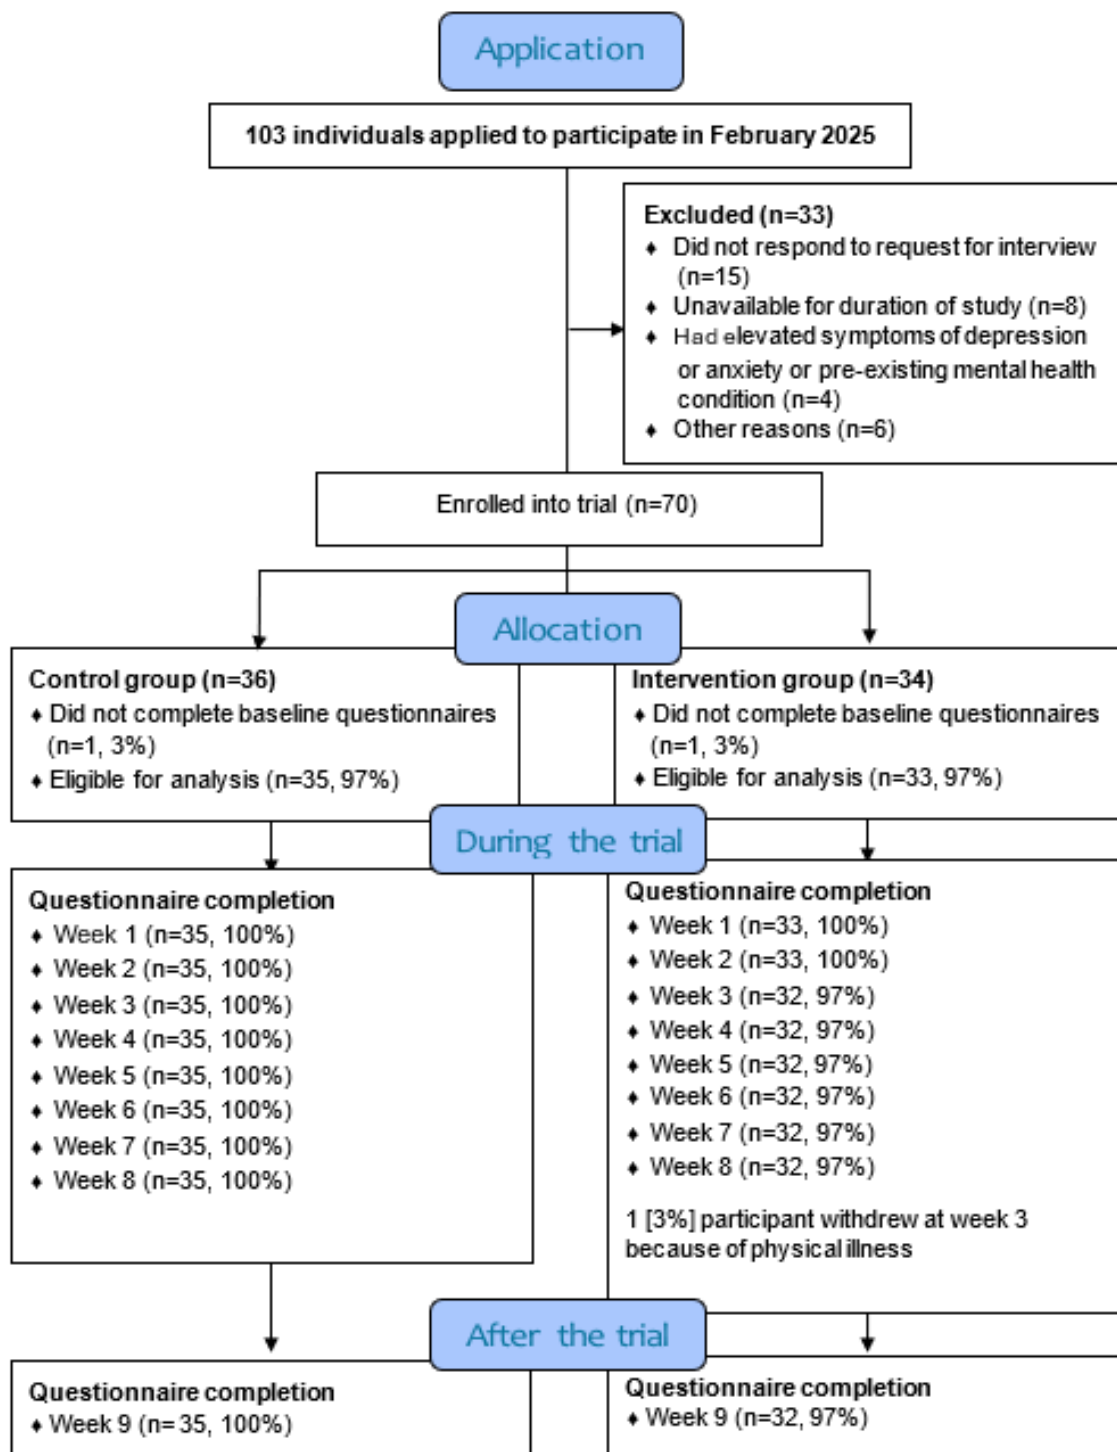 Application
103 individuals applied to participate in February 2025
Excluded (n=33)
♦ Did not respond to request for interview
(n=15)
♦ Unavailable for duration of study (n=8)
♦ Had elevated symptoms of depression
or anxiety or pre-existing mental health
condition (n=4)
♦ Other reasons (n=6)
Enrolled into trial (n=70)
Allocation
Control group (n=36)
♦ Did not complete baseline questionnaires
(n=1, 3%)
♦ Eligible for analysis (n=35, 97%)
Intervention group (n=34)
♦ Did not complete baseline questionnaires
(n=1, 3%)
♦ Eligible for analysis (n=33, 97%)
During the trial
Questionnaire completion
♦ Week 1 (n=35, 100%)
♦ Week 2 (n=35, 100%)
♦ Week 3 (n=35, 100%)
♦ Week 4 (n=35, 100%)
♦ Week 5 (n=35, 100%)
♦ Week 6 (n=35, 100%)
♦ Week 7 (n=35, 100%)
♦ Week 8 (n=35, 100%)
Questionnaire completion
♦ Week 1 (n=33, 100%)
♦ Week 2 (n=33, 100%)
♦ Week 3 (n=32, 97%)
♦ Week 4 (n=32, 97%)
♦ Week 5 (n=32, 97%)
♦ Week 6 (n=32, 97%)
♦ Week 7 (n=32, 97%)
♦ Week 8 (n=32, 97%)
1 [3%] participant withdrew at week 3
because of physical illness
After the trial
Questionnaire completion
♦ Week 9 (n=35, 100%)
Questionnaire completion
♦ Week 9 (n=32, 97%)